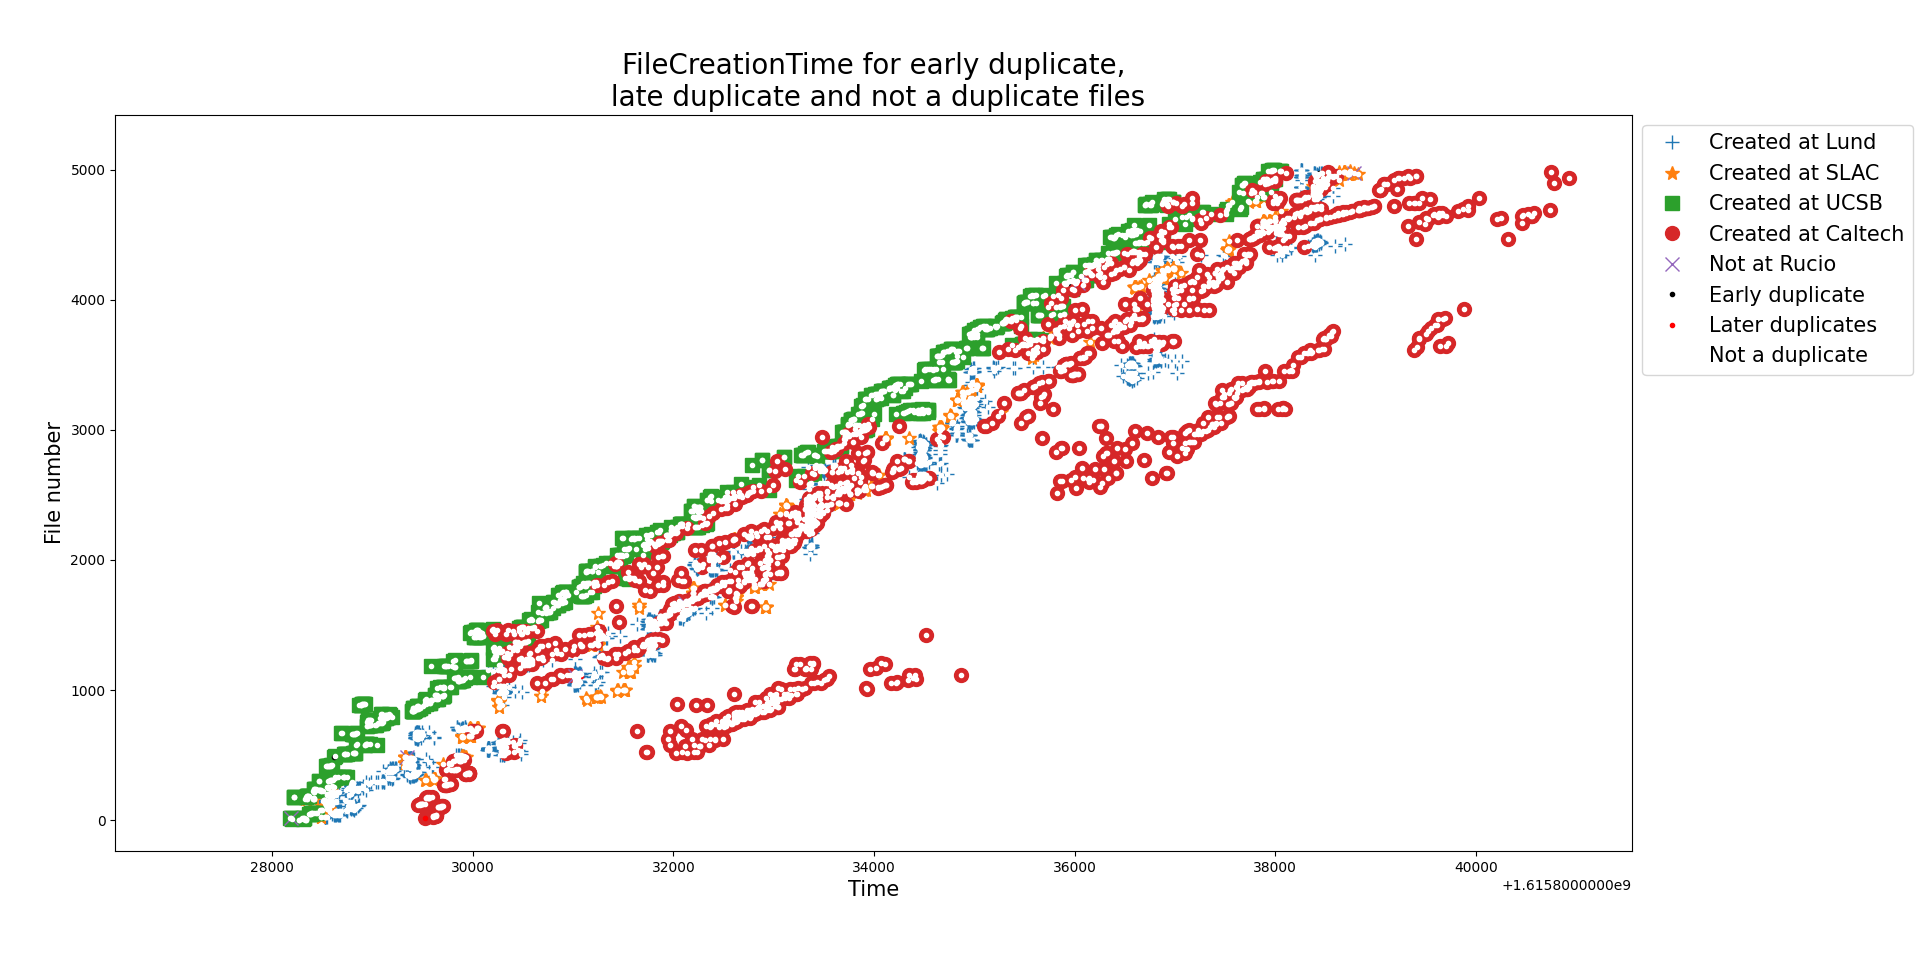 FileCreationTime for early duplicate,
late duplicate and not a duplicate files
Created at Lund
Created at SLAC
Created at UCSB
Created at Caltech
Not at Rucio
Early duplicate
Later duplicates
Not a duplicate
File number
5000
4000
3000
2000
1000
0
28000 30000 32000 34000 36000 38000 40000
Time
+1.6158000000e9